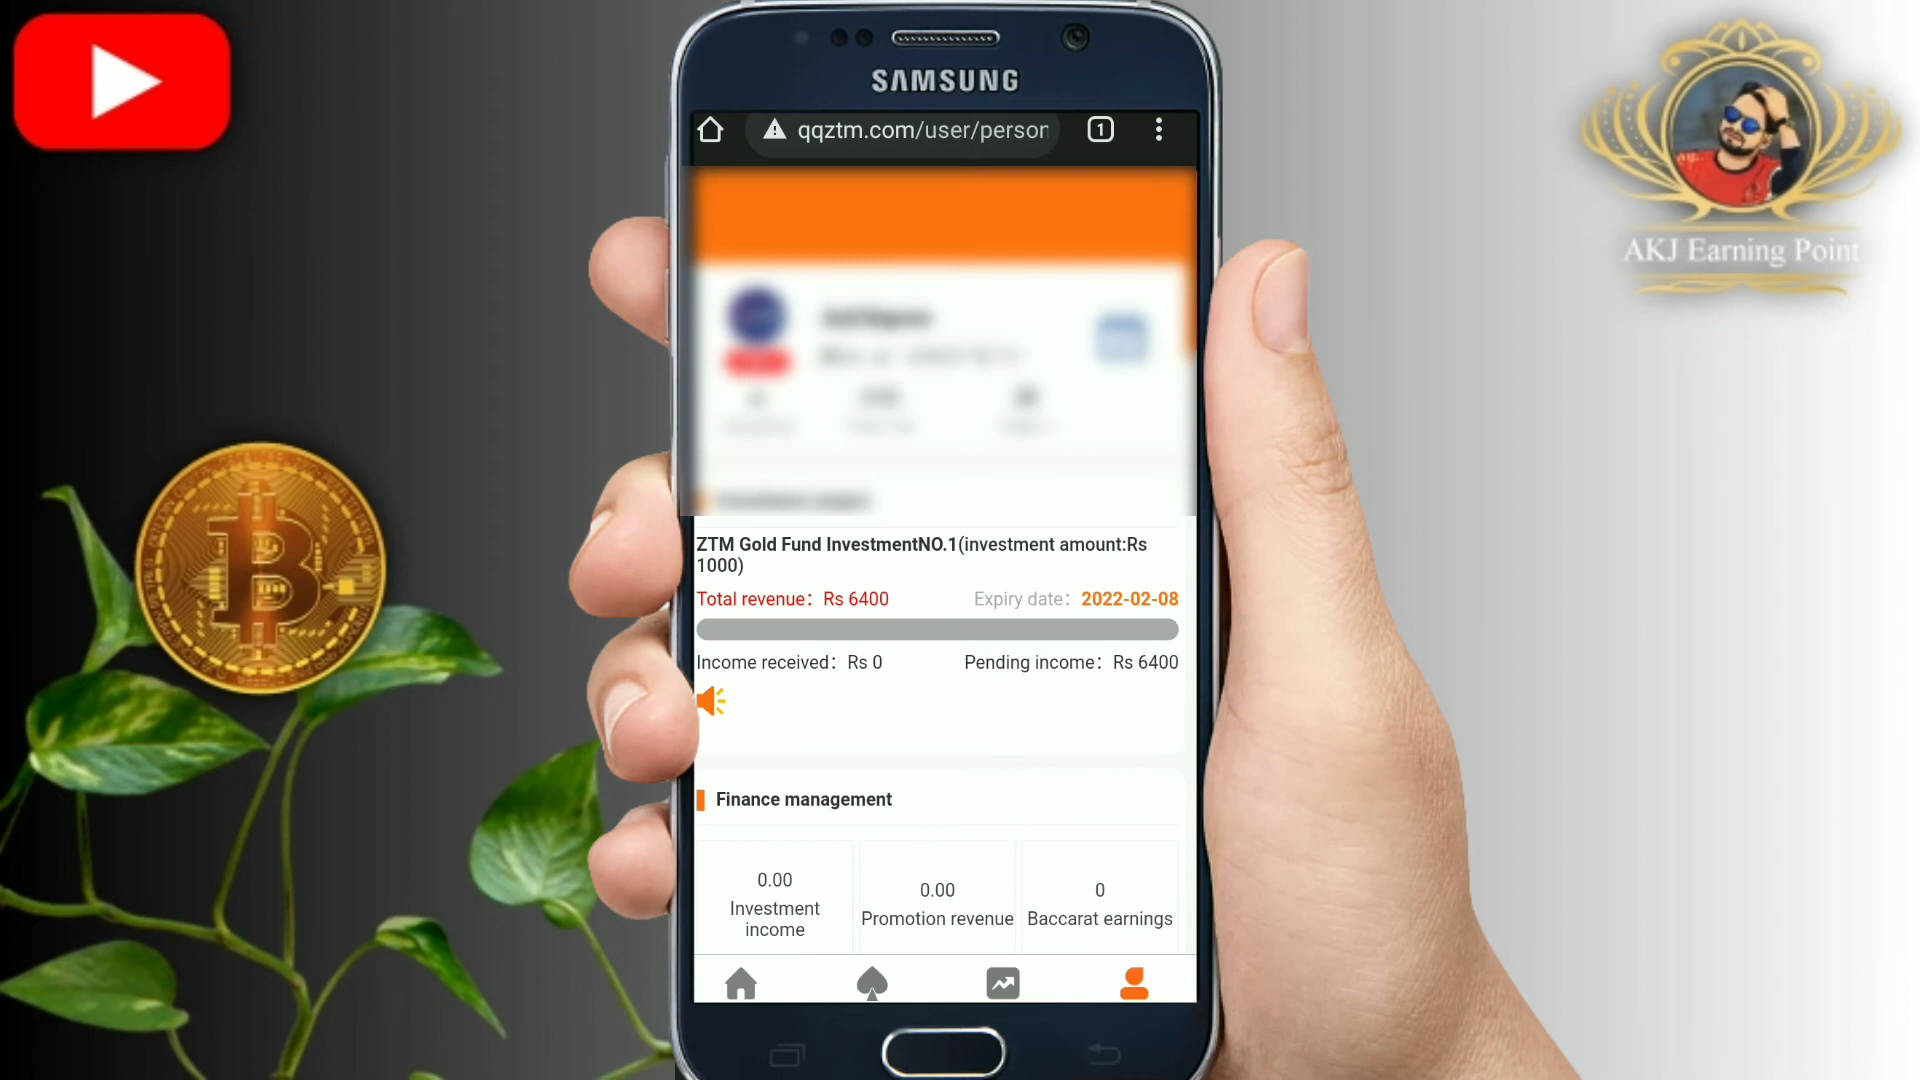 SAMSUNG
qqztm.com/user/person
1
AKJ Earning Point
ZTM Gold Fund InvestmentNO.1(investment amount:Rs
1000)
Total revenue: Rs 6400
Expiry date: 2022-02-08
Income received: Rs 0
Pending income: Rs 6400
Finance management
0.00
Investment
income
0.00
Promotion revenue
0
Baccarat earnings